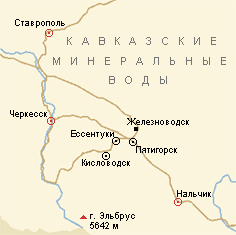 Ставрополь
КАВКАЗСКИЕ
МИНЕРАЛЬНЫЕ
ВОДЫ
Черкесск
Железноводск
Ессентуки
Пятигорск
Кисловодск
Нальчик
г. Эльбрус
5642 м